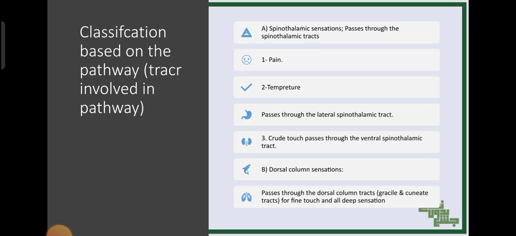 Classifcation
based on the
pathway (tracr
involved in
pathway)
A) Spinothalamic sensations; Passes through the
spinothalamic tracts
1- Pain.
2-Tempreture
Passes through the lateral spinothalamic tract.
3. Crude touch passes through the ventral spinothalamic
tract.
B) Dorsal column sensations:
Passes through the dorsal column tracts (gracile & cuneate
tracts) for fine touch and all deep sensation